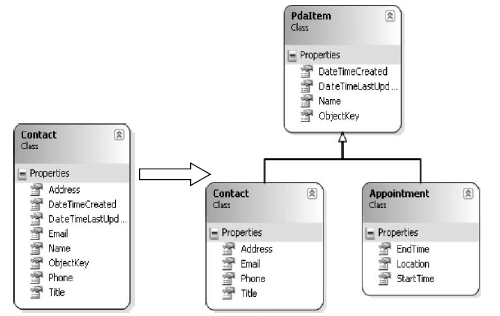 PdaItem
Class
Properties
DateTimeCreated
DateTimeLastUpd...
Name
ObjectKey
Contact
Class
Properties
Address
DateTimeCreated
DateTimeLastUpd...
Email
Name
ObjectKey
Phone
Title
Contact
Class
Properties
Address
Email
Phone
Title
Appointment
Class
Properties
EndTime
Location
StartTime